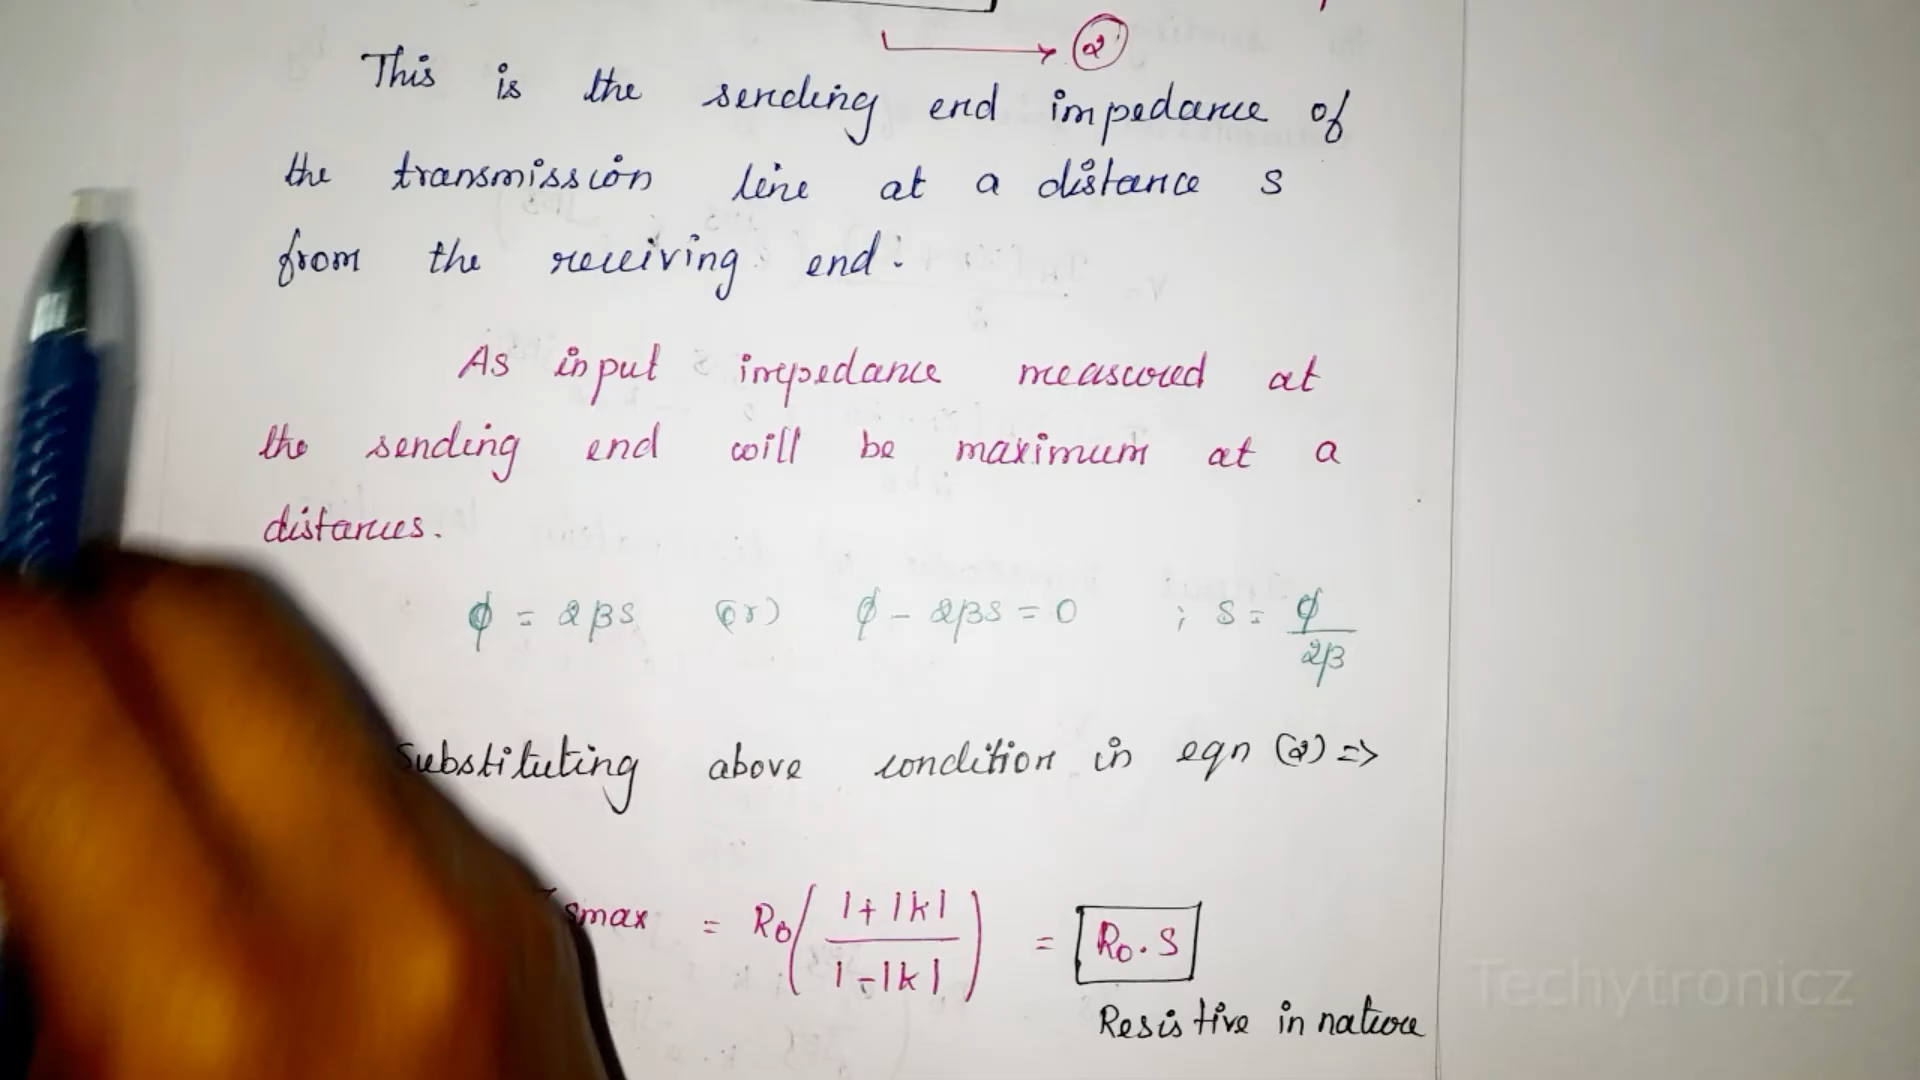 2
This is the sending end impedance of
the transmission line at a distance s
from the receiving end.
As input impedance measured at
the sending end will be maximum at a
distances.
ϕ = 2βs (or) ϕ - 2βs = 0 ; s = ϕ/2β
Substituting above condition in eqn (2) =>
smax = R0 (1+|k| / 1-|k|) = R0 . S
Resistive in nature
Techytronicz